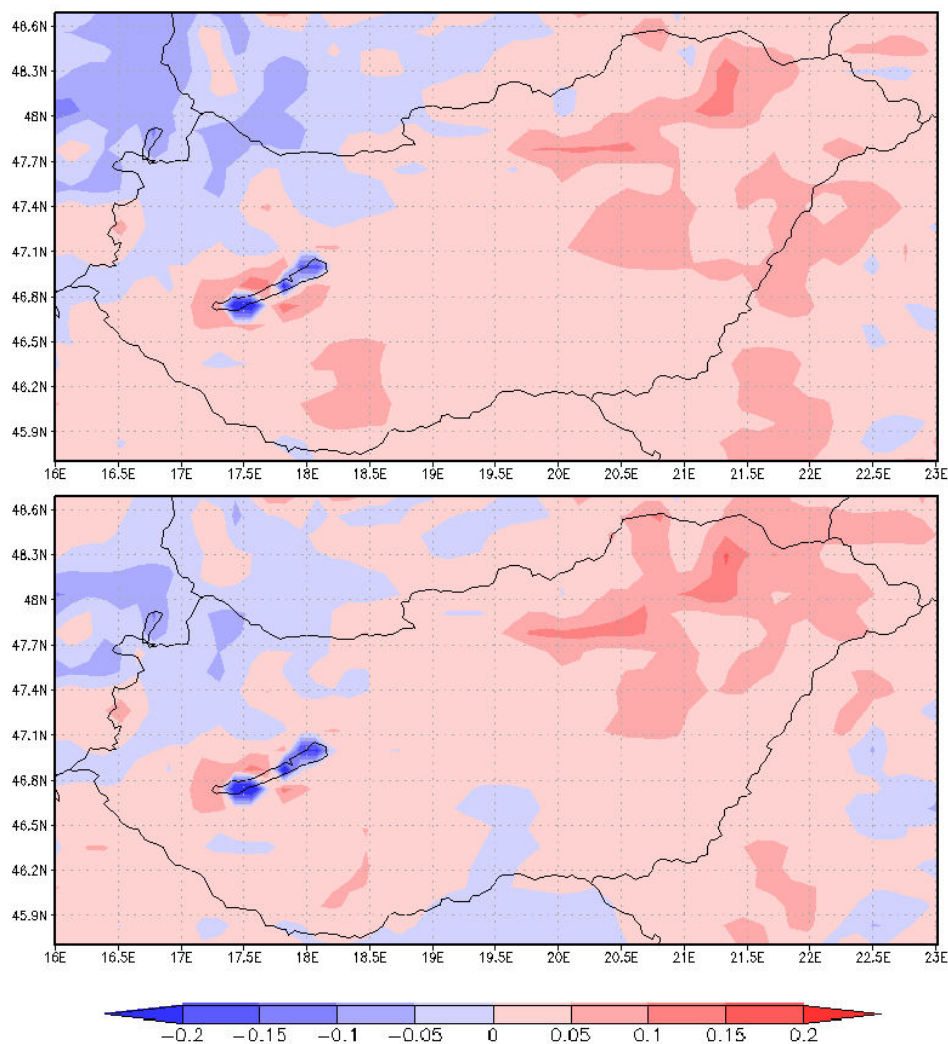 48.6N
48.3N
48N
47.7N
47.4N
47.1N
46.8N
46.5N
46.2N
45.9N
16E 16.5E 17E 17.5E 18E 18.5E 19E 19.5E 20E 20.5E 21E 21.5E 22E 22.5E 23E
48.6N
48.3N
48N
47.7N
47.4N
47.1N
46.8N
46.5N
46.2N
45.9N
16E 16.5E 17E 17.5E 18E 18.5E 19E 19.5E 20E 20.5E 21E 21.5E 22E 22.5E 23E
-0.2 -0.15 -0.1 -0.05 0 0.05 0.1 0.15 0.2